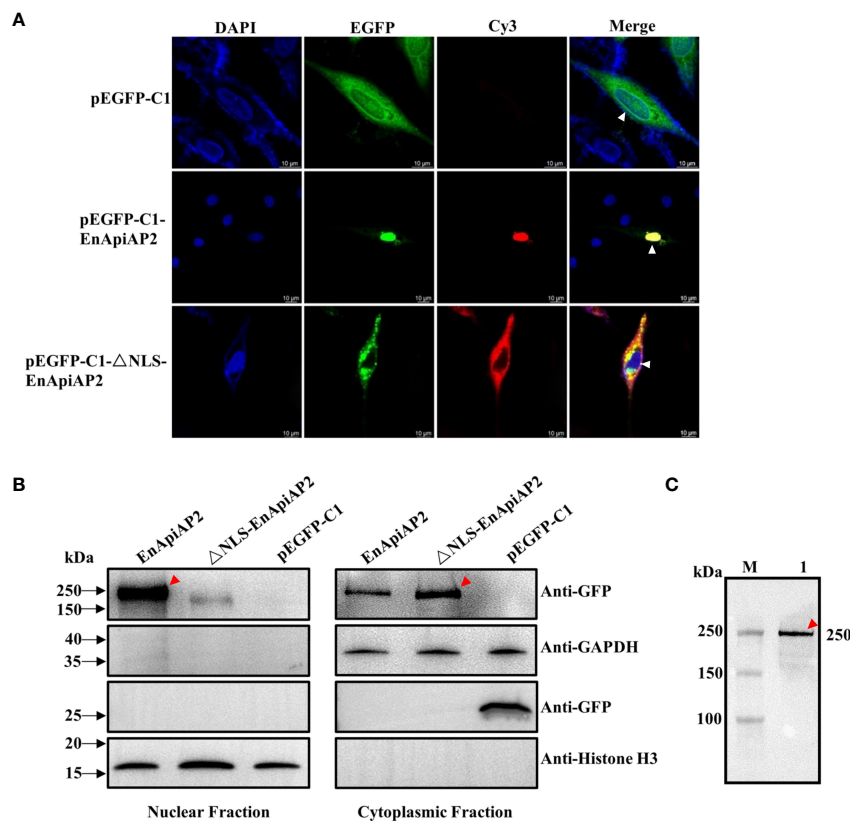 A
DAPI EGFP Cy3 Merge
pEGFP-C1
10 μm 10 μm 10 μm 10 μm
pEGFP-C1-
EnApiAP2
10 μm 10 μm 10 μm 10 μm
pEGFP-C1-△NLS-
EnApiAP2
10 μm 10 μm 10 μm 10 μm
B
EnApiAP2 △NLS-EnApiAP2 pEGFP-C1 EnApiAP2 △NLS-EnApiAP2 pEGFP-C1
kDa
250
150
Anti-GFP
40
35
Anti-GAPDH
25
Anti-GFP
20
15
Anti-Histone H3
Nuclear Fraction Cytoplasmic Fraction
C
kDa M 1
250 250
150
100